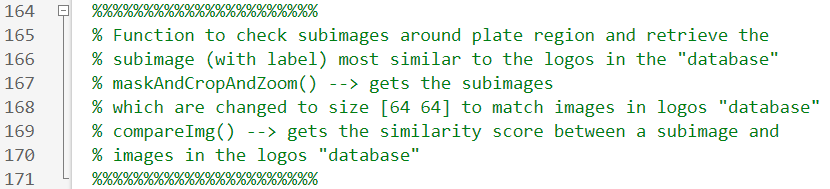 164 %%%%%%%%%%%%%%%%%%%%%%
165 % Function to check subimages around plate region and retrieve the
166 % subimage (with label) most similar to the logos in the "database"
167 % maskAndCropAndZoom() --> gets the subimages
168 % which are changed to size [64 64] to match images in logos "database"
169 % compareImg() --> gets the similarity score between a subimage and
170 % images in the logos "database"
171 %%%%%%%%%%%%%%%%%%%%%%